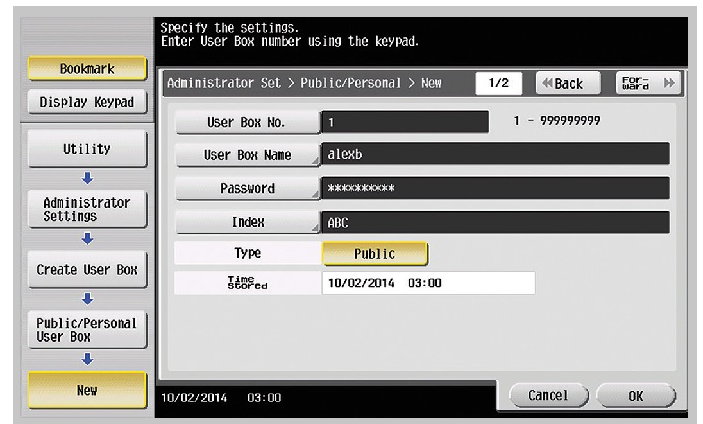 Specify the settings.
Enter User Box number using the keypad.
Bookmark
Display Keypad
Utility
Administrator
Settings
Create User Box
Public/Personal
User Box
New
Administrator Set > Public/Personal > New
1/2
Back
For-
ward
User Box No.
1
1 - 999999999
User Box Name
alexb
Password
**********
Index
ABC
Type
Public
Time
Stored
10/02/2014 03:00
10/02/2014 03:00
Cancel
OK